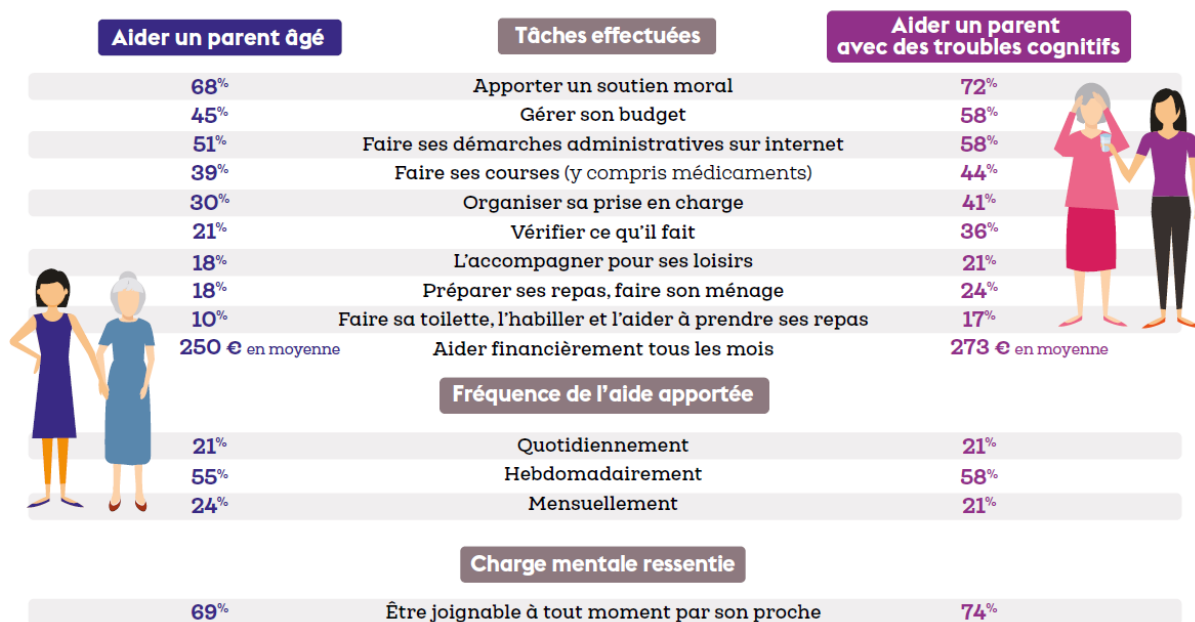 Aider un parent âgé Tâches effectuées Aider un parent avec des troubles cognitifs
68% Apporter un soutien moral 72%
45% Gérer son budget 58%
51% Faire ses démarches administratives sur internet 58%
39% Faire ses courses (y compris médicaments) 44%
30% Organiser sa prise en charge 41%
21% Vérifier ce qu'il fait 36%
18% L'accompagner pour ses loisirs 21%
18% Préparer ses repas, faire son ménage 24%
10% Faire sa toilette, l'habiller et l'aider à prendre ses repas 17%
250 € en moyenne Aider financièrement tous les mois 273 € en moyenne
Fréquence de l'aide apportée
21% Quotidiennement 21%
55% Hebdomadairement 58%
24% Mensuellement 21%
Charge mentale ressentie
69% Être joignable à tout moment par son proche 74%